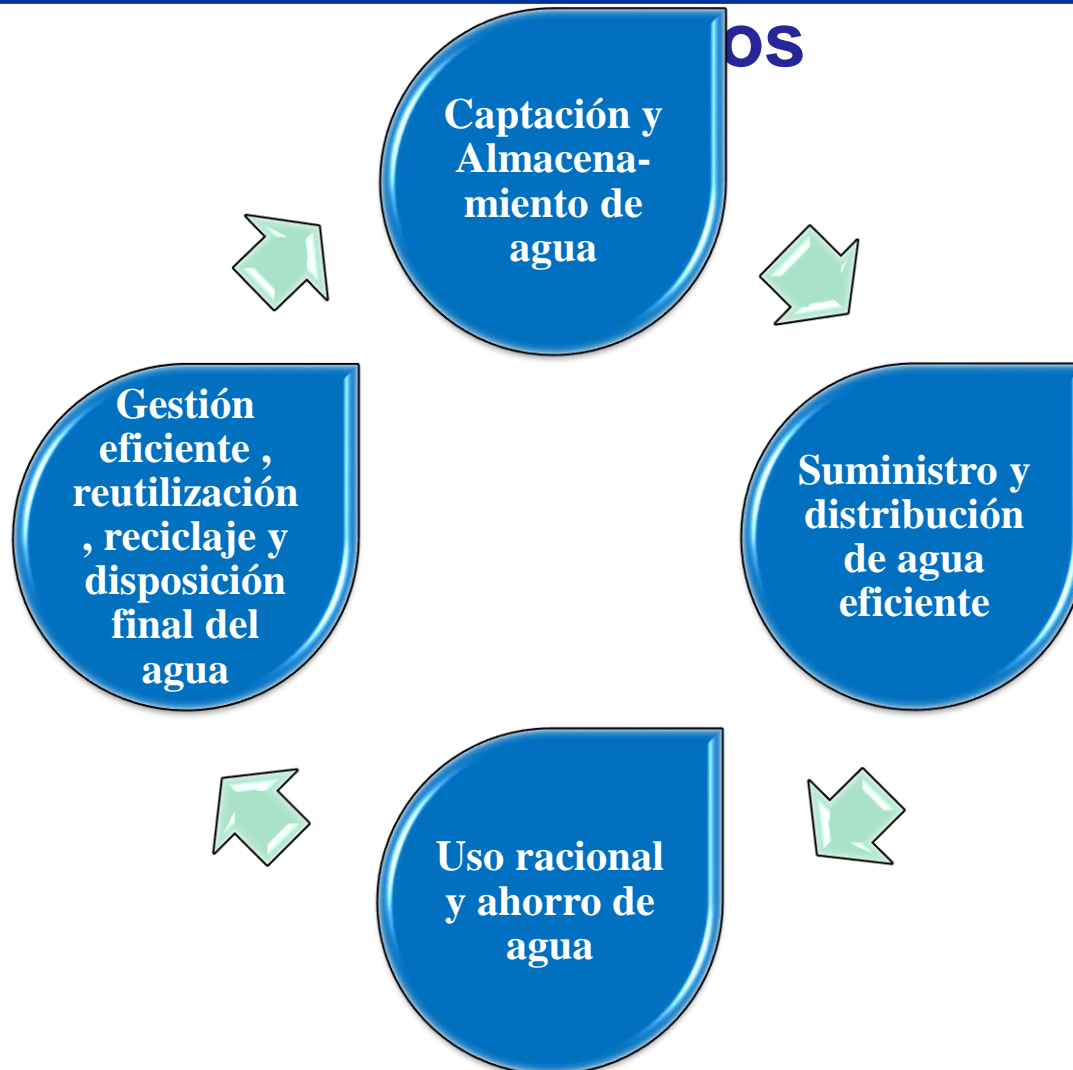 os
Captación y
Almacena-
miento de
agua
Suministro y
distribución
de agua
eficiente
Uso racional
y ahorro de
agua
Gestión
eficiente ,
reutilización
, reciclaje y
disposición
final del
agua